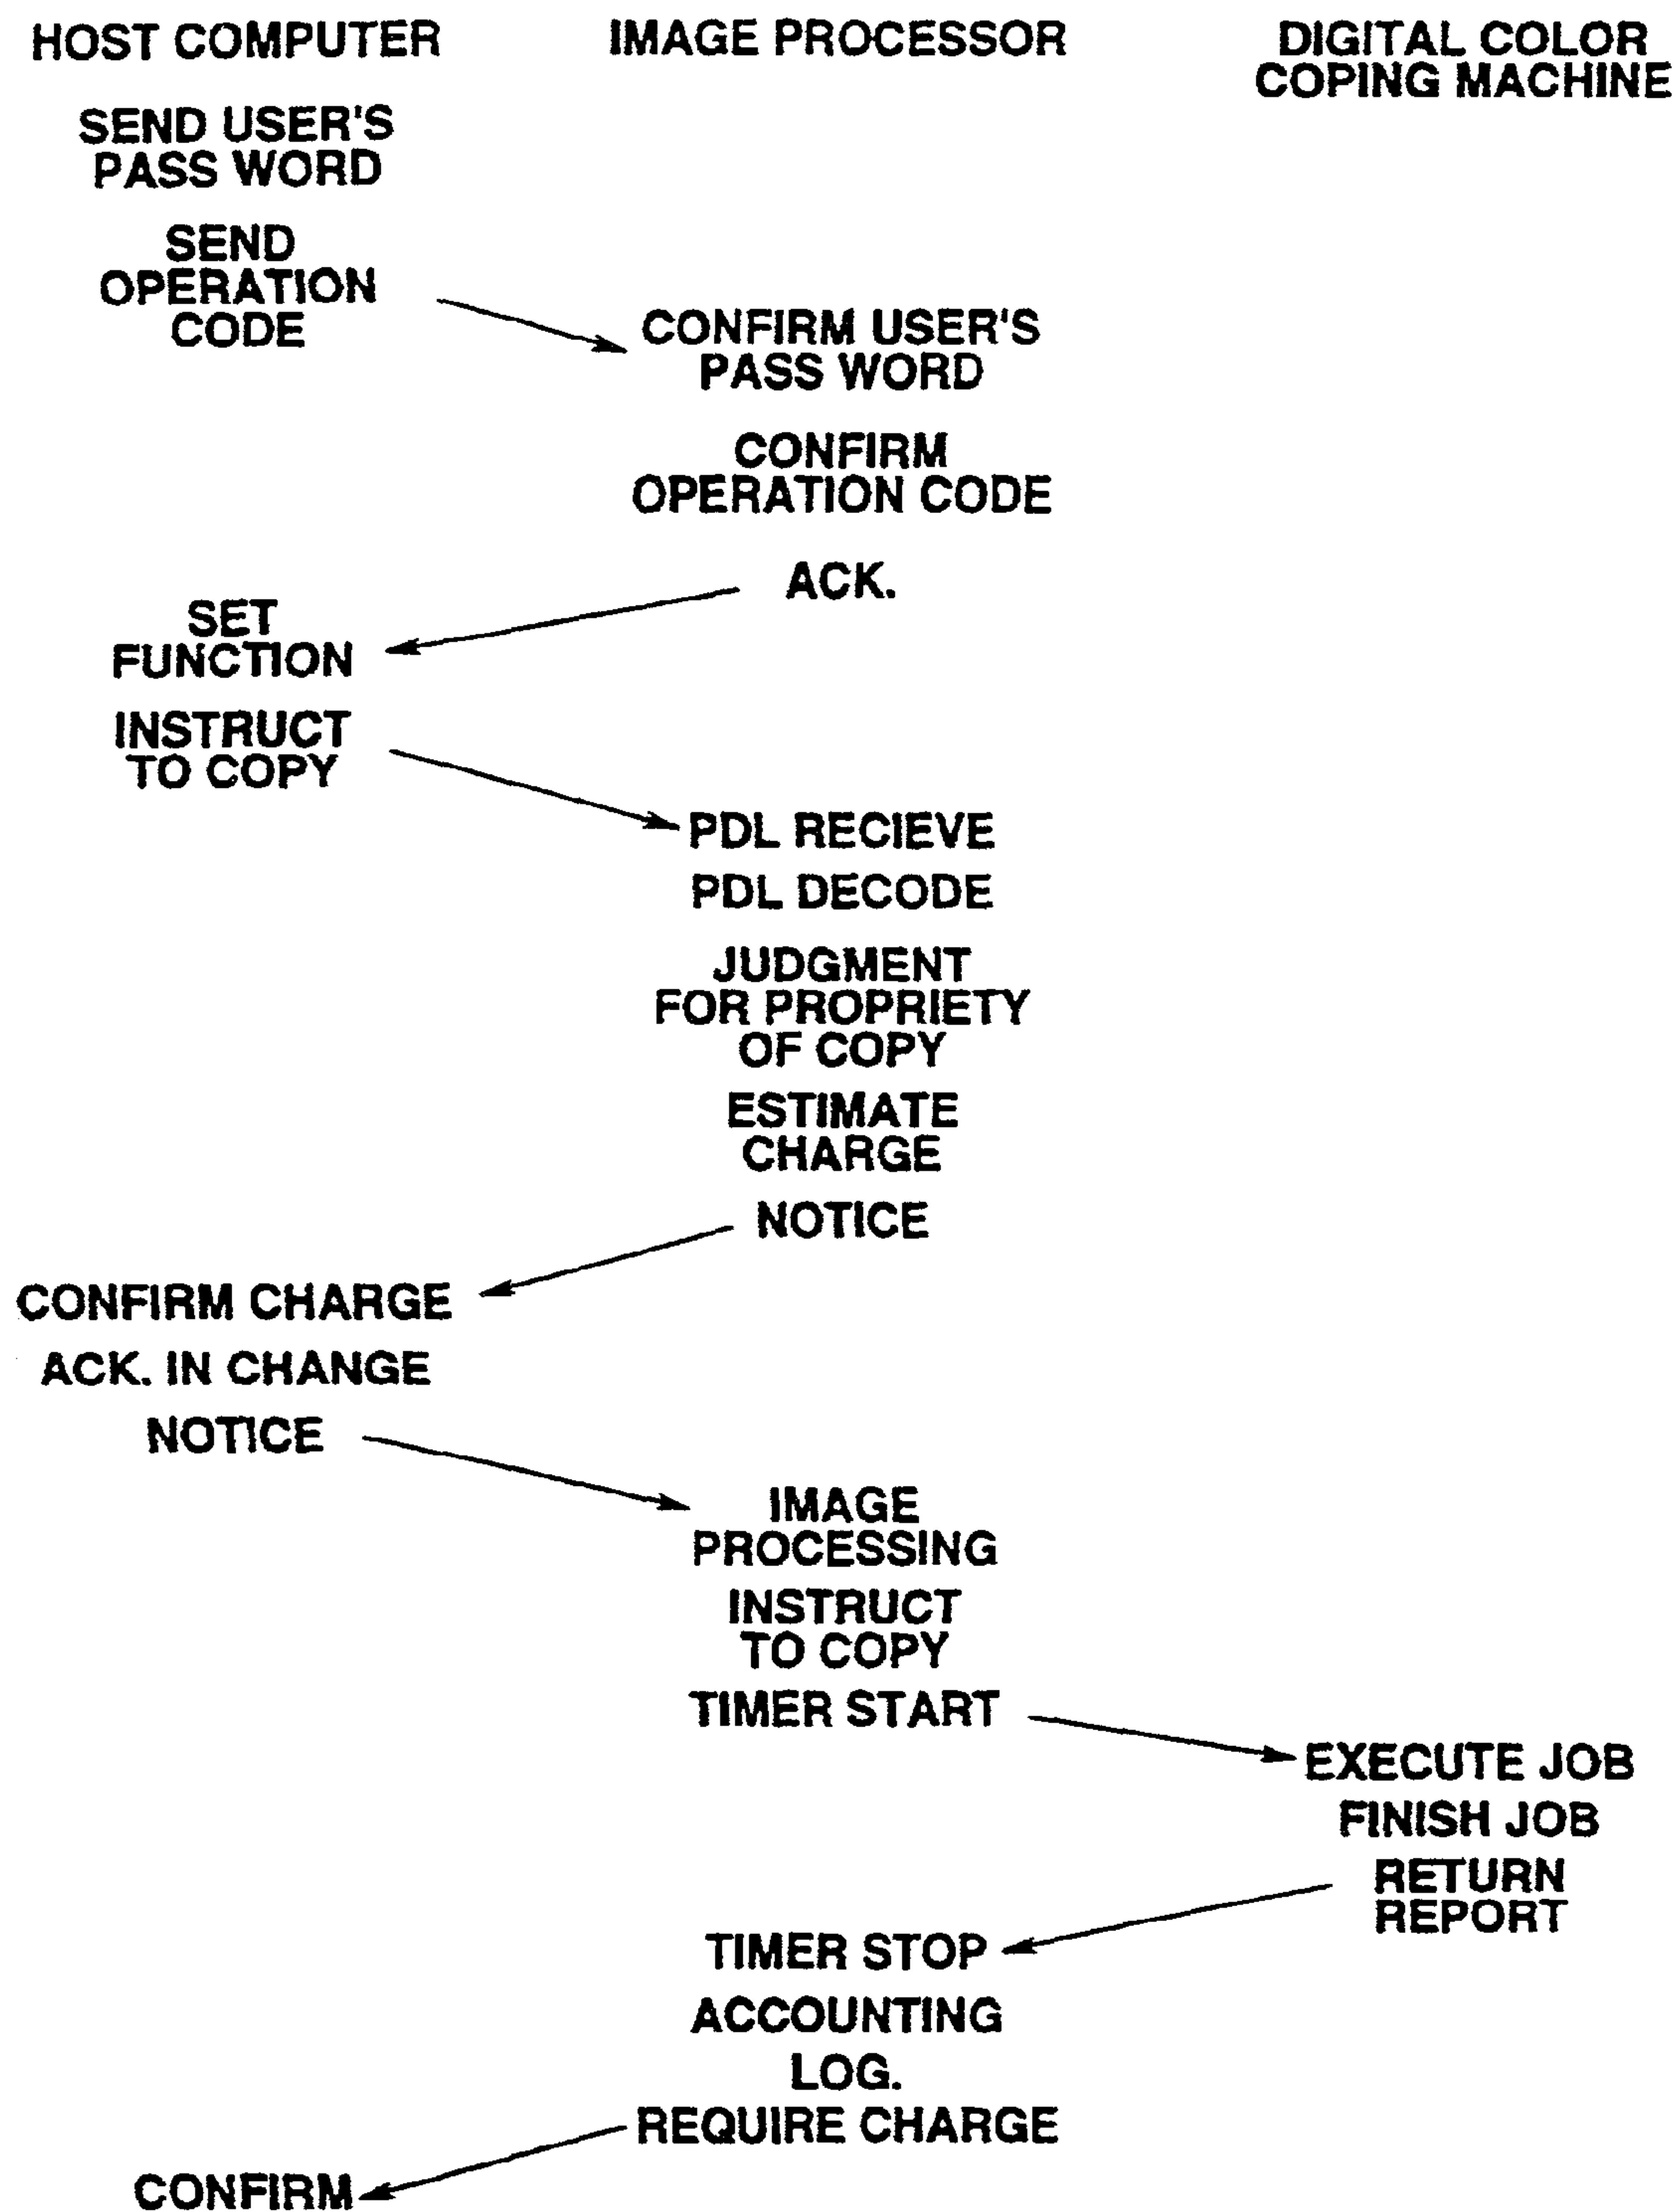 HOST COMPUTER
IMAGE PROCESSOR
DIGITAL COLOR
COPING MACHINE
SEND USER'S
PASS WORD
SEND
OPERATION
CODE
CONFIRM USER'S
PASS WORD
CONFIRM
OPERATION CODE
ACK.
SET
FUNCTION
INSTRUCT
TO COPY
PDL RECIEVE
PDL DECODE
JUDGMENT
FOR PROPRIETY
OF COPY
ESTIMATE
CHARGE
NOTICE
CONFIRM CHARGE
ACK. IN CHANGE
NOTICE
IMAGE
PROCESSING
INSTRUCT
TO COPY
TIMER START
EXECUTE JOB
FINISH JOB
RETURN
REPORT
TIMER STOP
ACCOUNTING
LOG.
REQUIRE CHARGE
CONFIRM